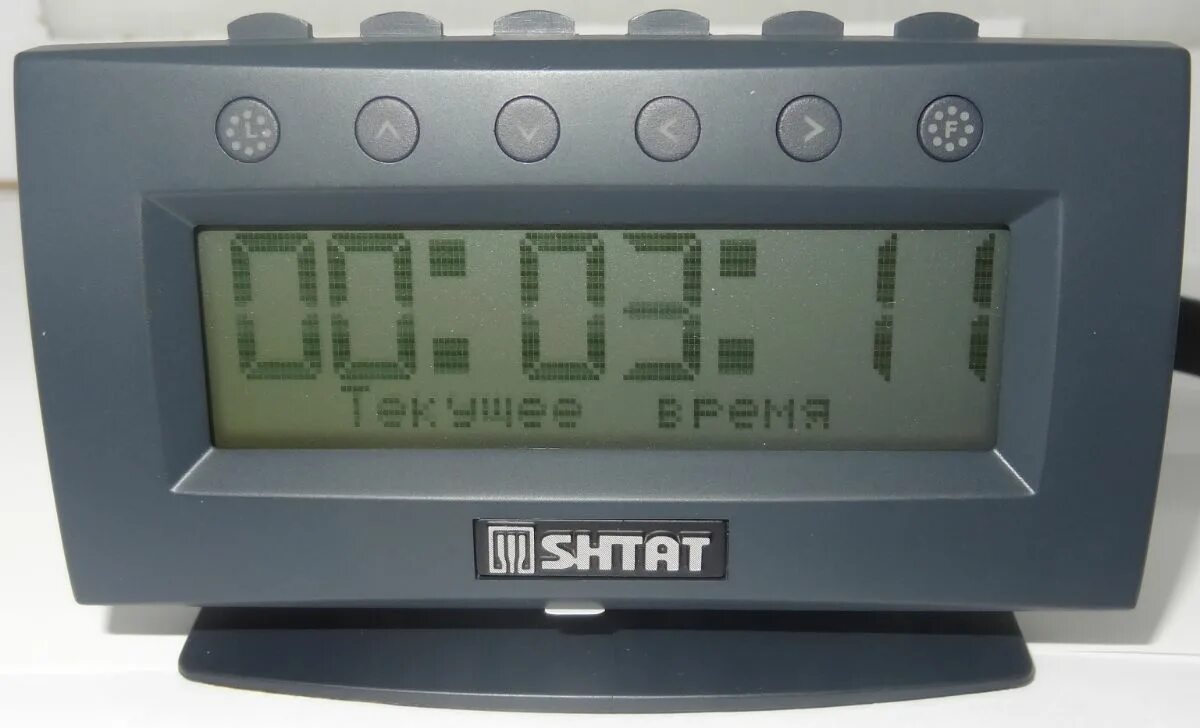 L ʌ v < > F
00:03:11
Текущее время
SHTAT